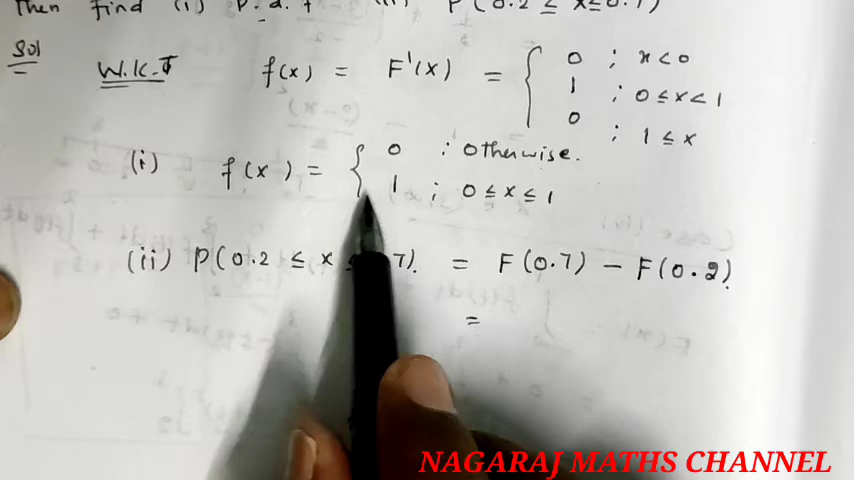 Then find (i) P.d.f (ii) P(0.2 ≤ x ≤ 0.7)
Sol
W.K.T f(x) = F'(x) = { 0 ; x < 0
1 ; 0 ≤ x < 1
0 ; 1 ≤ x
(i) f(x) = { 0 ; otherwise.
1 ; 0 ≤ x ≤ 1
(ii) P(0.2 ≤ x ≤ 7). = F(0.7) - F(0.2).
=
NAGARAJ MATHS CHANNEL